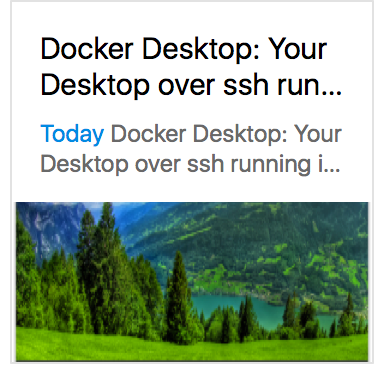 Docker Desktop: Your
Desktop over ssh run...
Today Docker Desktop: Your
Desktop over ssh running i...